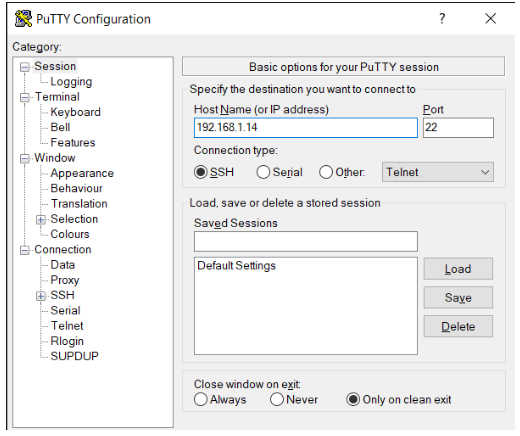 PuTTY Configuration
?
×
Category:
Session
Logging
Terminal
Keyboard
Bell
Features
Window
Appearance
Behaviour
Translation
Selection
Colours
Connection
Data
Proxy
SSH
Serial
Telnet
Rlogin
SUPDUP
Basic options for your PuTTY session
Specify the destination you want to connect to
Host Name (or IP address) Port
192.168.1.14 22
Connection type:
SSH Serial Other: Telnet
Load, save or delete a stored session
Saved Sessions
Default Settings
Load
Save
Delete
Close window on exit:
Always Never Only on clean exit